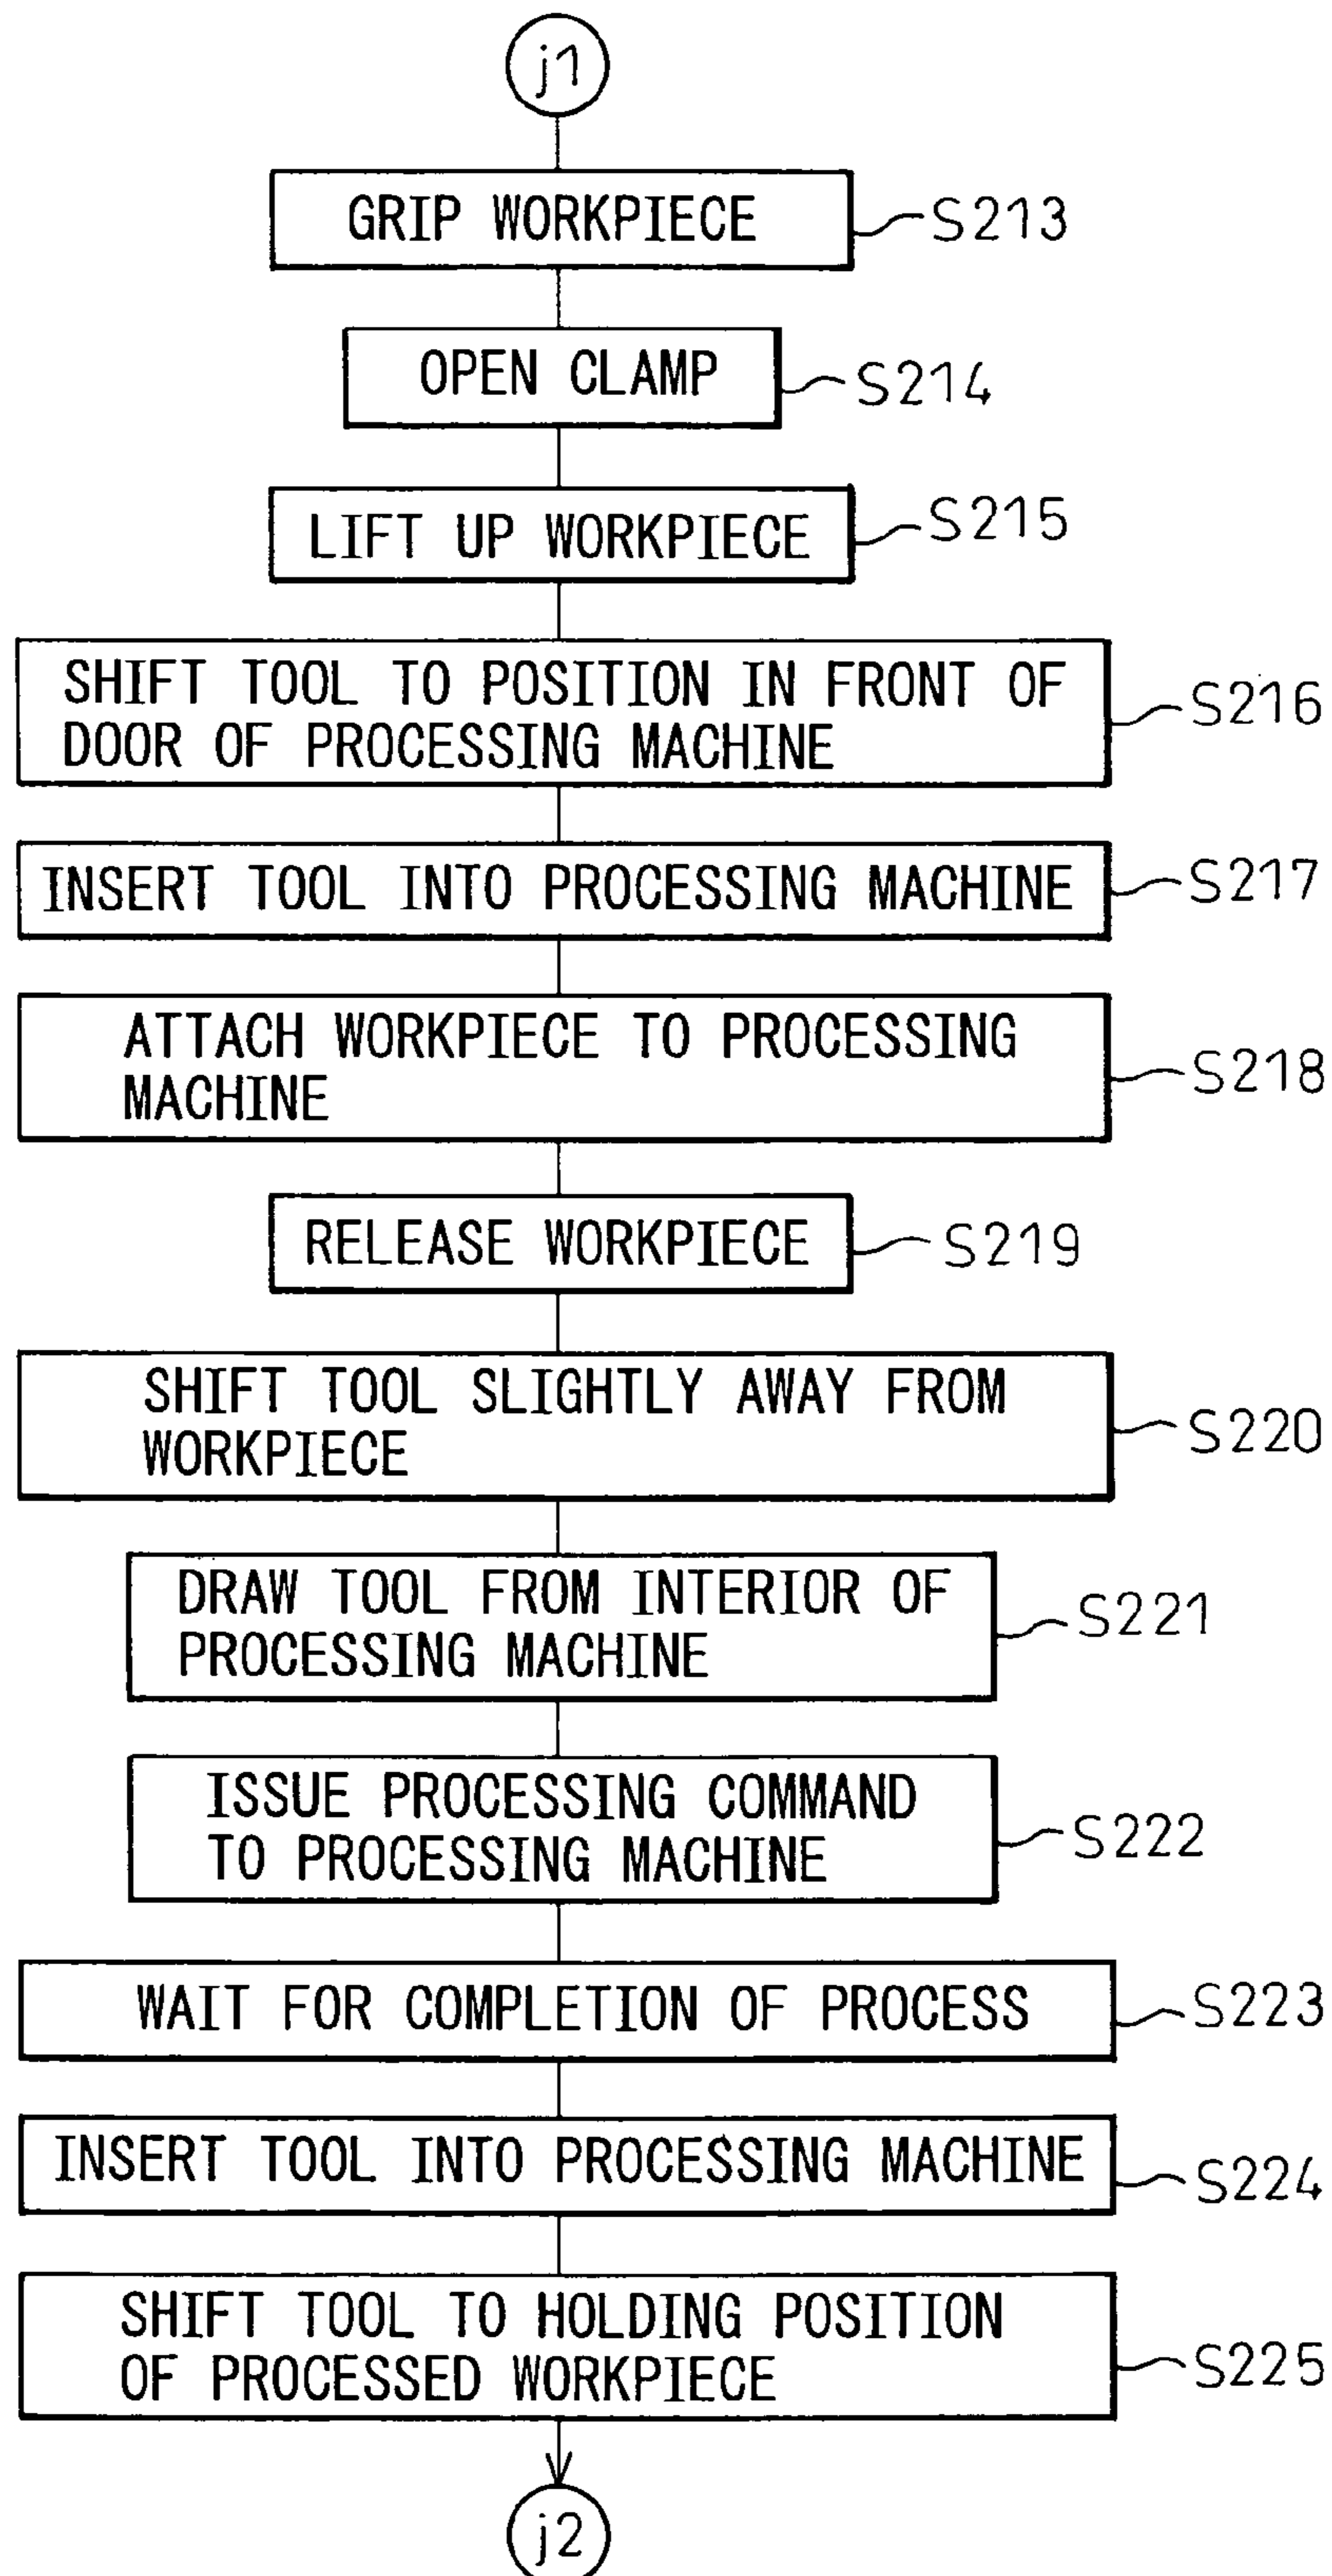 j1
GRIP WORKPIECE
S213
OPEN CLAMP
S214
LIFT UP WORKPIECE
S215
SHIFT TOOL TO POSITION IN FRONT OF
DOOR OF PROCESSING MACHINE
S216
INSERT TOOL INTO PROCESSING MACHINE
S217
ATTACH WORKPIECE TO PROCESSING
MACHINE
S218
RELEASE WORKPIECE
S219
SHIFT TOOL SLIGHTLY AWAY FROM
WORKPIECE
S220
DRAW TOOL FROM INTERIOR OF
PROCESSING MACHINE
S221
ISSUE PROCESSING COMMAND
TO PROCESSING MACHINE
S222
WAIT FOR COMPLETION OF PROCESS
S223
INSERT TOOL INTO PROCESSING MACHINE
S224
SHIFT TOOL TO HOLDING POSITION
OF PROCESSED WORKPIECE
S225
j2